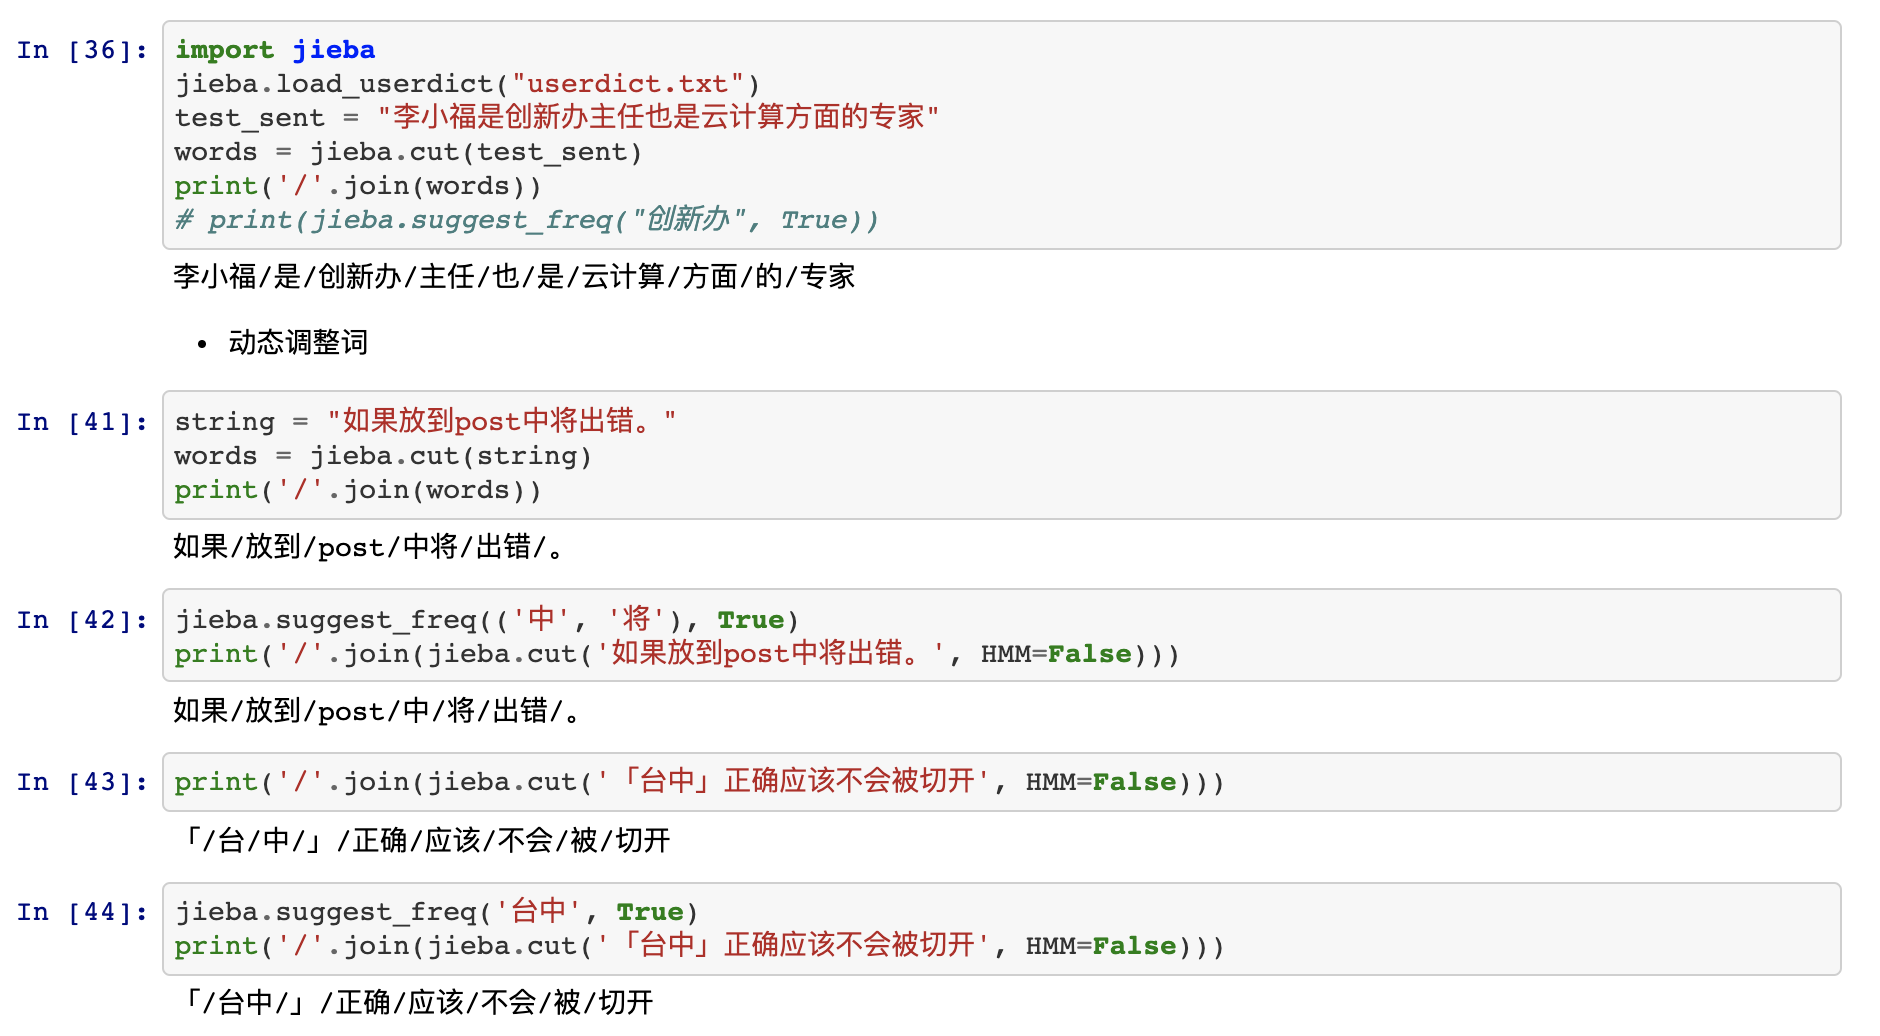 In [36]: import jieba
jieba.load_userdict("userdict.txt")
test_sent = "李小福是创新办主任也是云计算方面的专家"
words = jieba.cut(test_sent)
print('/'.join(words))
# print(jieba.suggest_freq("创新办", True))
李小福/是/创新办/主任/也/是/云计算/方面/的/专家
• 动态调整词
In [41]: string = "如果放到post中将出错。"
words = jieba.cut(string)
print('/'.join(words))
如果/放到/post/中将/出错/。
In [42]: jieba.suggest_freq(('中', '将'), True)
print('/'.join(jieba.cut('如果放到post中将出错。', HMM=False)))
如果/放到/post/中/将/出错/。
In [43]: print('/'.join(jieba.cut('「台中」正确应该不会被切开', HMM=False)))
「/台/中/」/正确/应该/不会/被/切开
In [44]: jieba.suggest_freq('台中', True)
print('/'.join(jieba.cut('「台中」正确应该不会被切开', HMM=False)))
「/台中/」/正确/应该/不会/被/切开